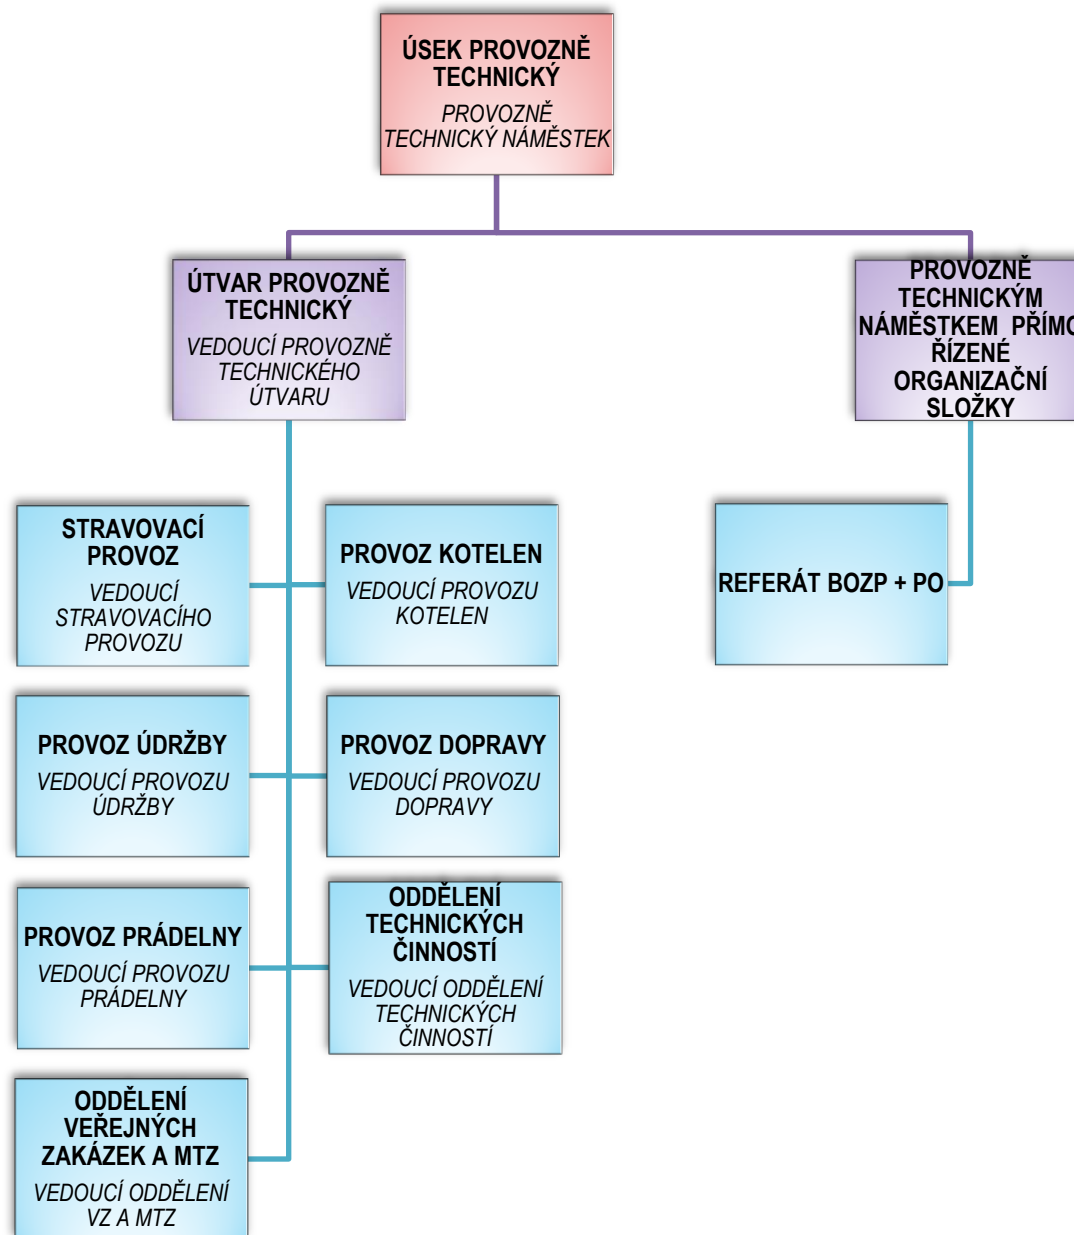 ÚSEK PROVOZNĚ
TECHNICKÝ
PROVOZNĚ
TECHNICKÝ NÁMĚSTEK
ÚTVAR PROVOZNĚ
TECHNICKÝ
VEDOUCÍ PROVOZNĚ
TECHNICKÉHO
ÚTVARU
PROVOZNĚ
TECHNICKÝM
NÁMĚSTKEM PŘÍMO
ŘÍZENÉ
ORGANIZAČNÍ
SLOŽKY
STRAVOVACÍ
PROVOZ
VEDOUCÍ
STRAVOVACÍHO
PROVOZU
PROVOZ KOTELEN
VEDOUCÍ PROVOZU
KOTELEN
REFERÁT BOZP + PO
PROVOZ ÚDRŽBY
VEDOUCÍ PROVOZU
ÚDRŽBY
PROVOZ DOPRAVY
VEDOUCÍ PROVOZU
DOPRAVY
PROVOZ PRÁDELNY
VEDOUCÍ PROVOZU
PRÁDELNY
ODDĚLENÍ
TECHNICKÝCH
ČINNOSTÍ
VEDOUCÍ ODDĚLENÍ
TECHNICKÝCH
ČINNOSTÍ
ODDĚLENÍ
VEŘEJNÝCH
ZAKÁZEK A MTZ
VEDOUCÍ ODDĚLENÍ
VZ A MTZ